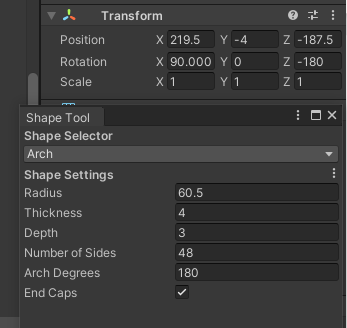 Transform
Position X 219.5 Y -4 Z -187.5
Rotation X 90.000 Y 0 Z -180
Scale X 1 Y 1 Z 1
Shape Tool
Shape Selector
Arch
Shape Settings
Radius 60.5
Thickness 4
Depth 3
Number of Sides 48
Arch Degrees 180
End Caps